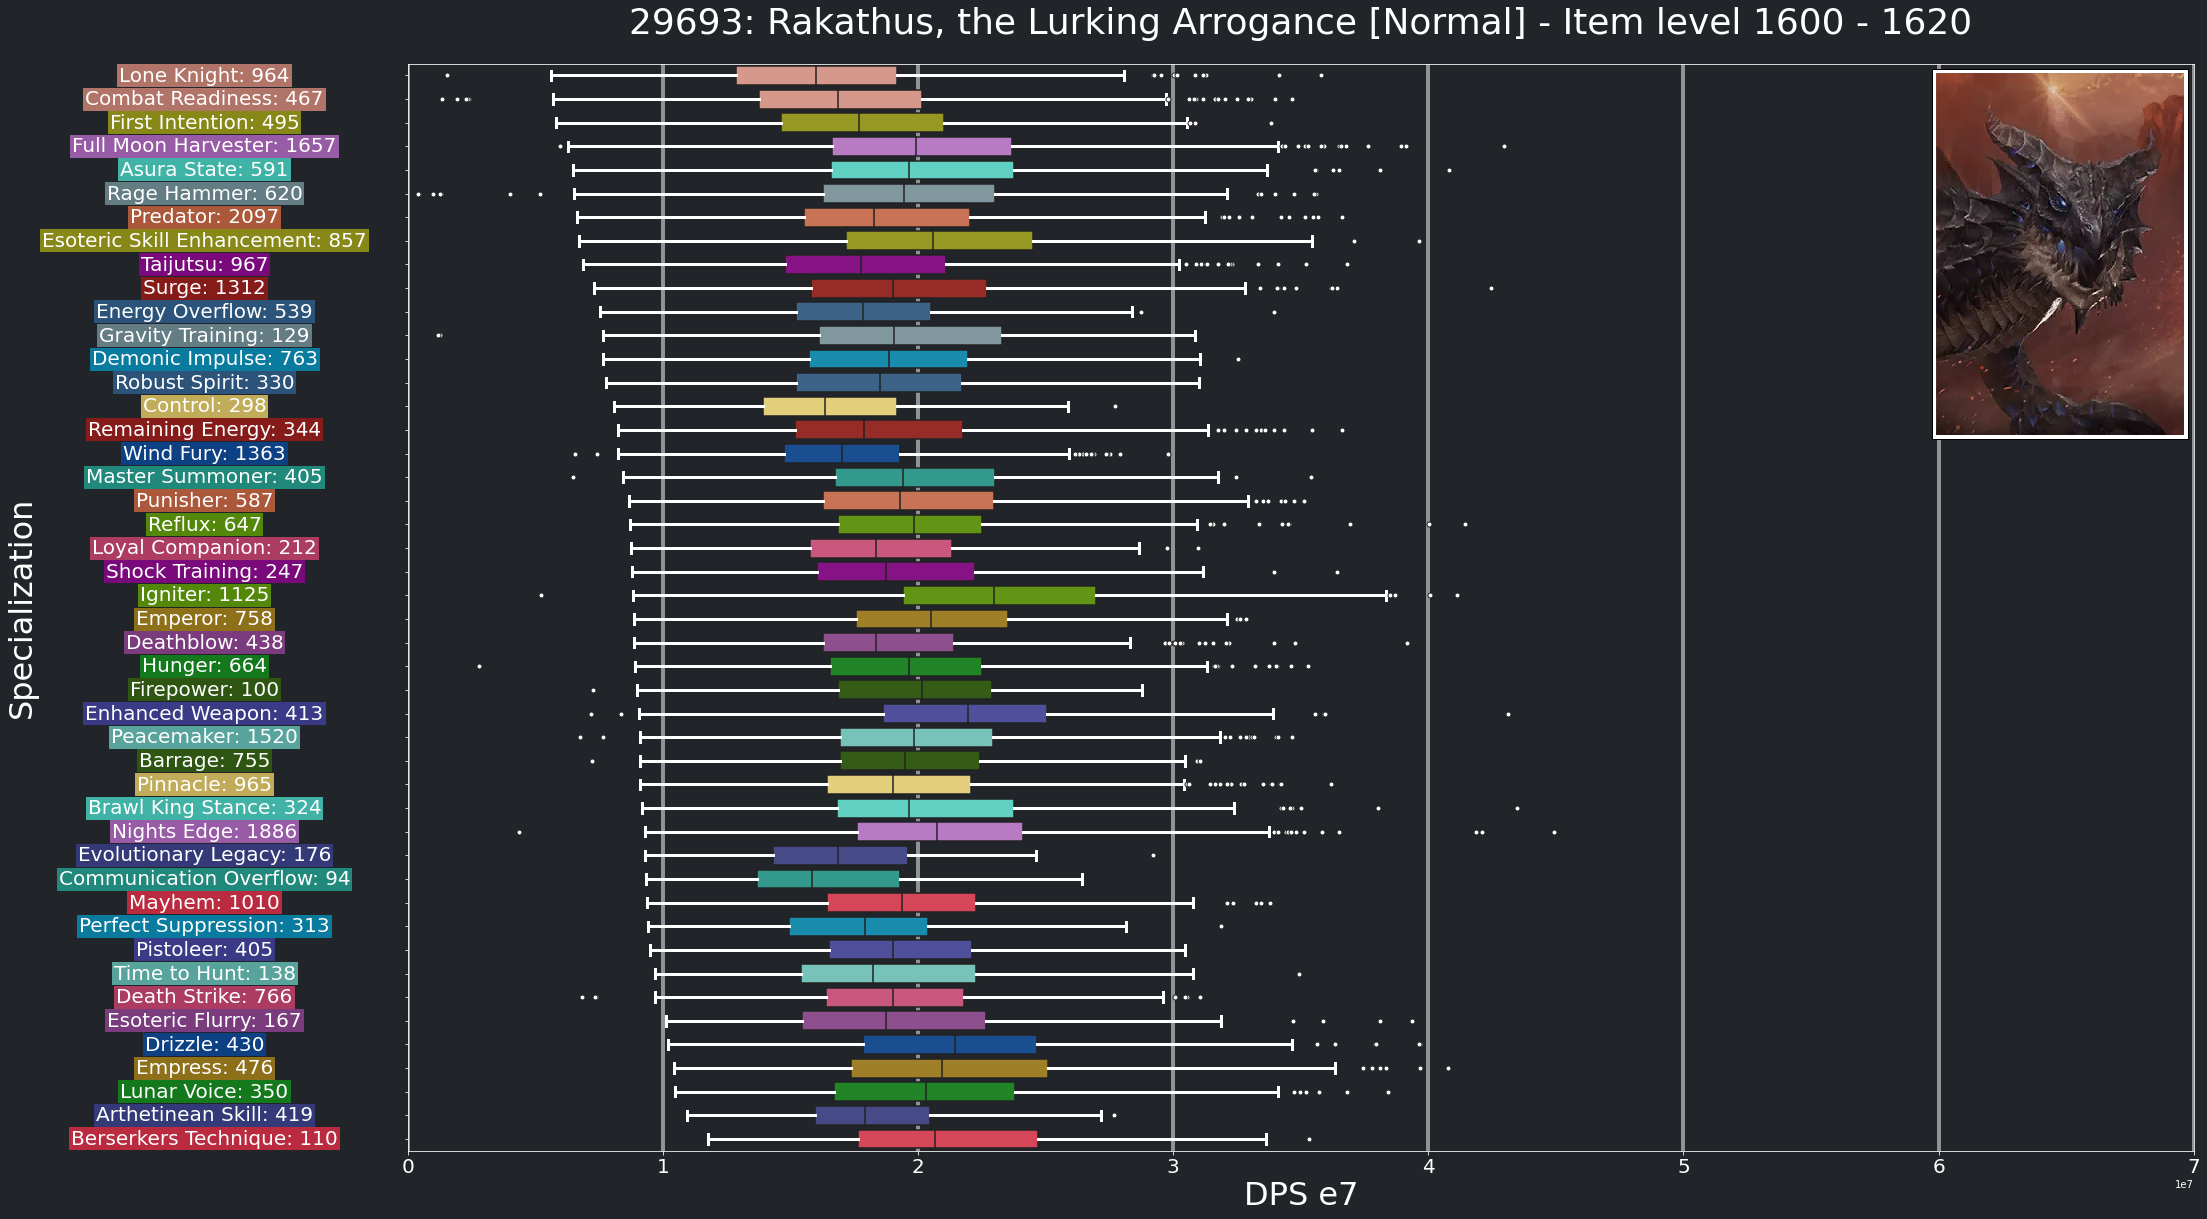 29693: Rakathus, the Lurking Arrogance [Normal] - Item level 1600 - 1620
Specialization
Lone Knight: 964
Combat Readiness: 467
First Intention: 495
Full Moon Harvester: 1657
Asura State: 591
Rage Hammer: 620
Predator: 2097
Esoteric Skill Enhancement: 857
Taijutsu: 967
Surge: 1312
Energy Overflow: 539
Gravity Training: 129
Demonic Impulse: 763
Robust Spirit: 330
Control: 298
Remaining Energy: 344
Wind Fury: 1363
Master Summoner: 405
Punisher: 587
Reflux: 647
Loyal Companion: 212
Shock Training: 247
Igniter: 1125
Emperor: 758
Deathblow: 438
Hunger: 664
Firepower: 100
Enhanced Weapon: 413
Peacemaker: 1520
Barrage: 755
Pinnacle: 965
Brawl King Stance: 324
Nights Edge: 1886
Evolutionary Legacy: 176
Communication Overflow: 94
Mayhem: 1010
Perfect Suppression: 313
Pistoleer: 405
Time to Hunt: 138
Death Strike: 766
Esoteric Flurry: 167
Drizzle: 430
Empress: 476
Lunar Voice: 350
Arthetinean Skill: 419
Berserkers Technique: 110
0 1 2 3 4 5 6 7
DPS e7
1e7